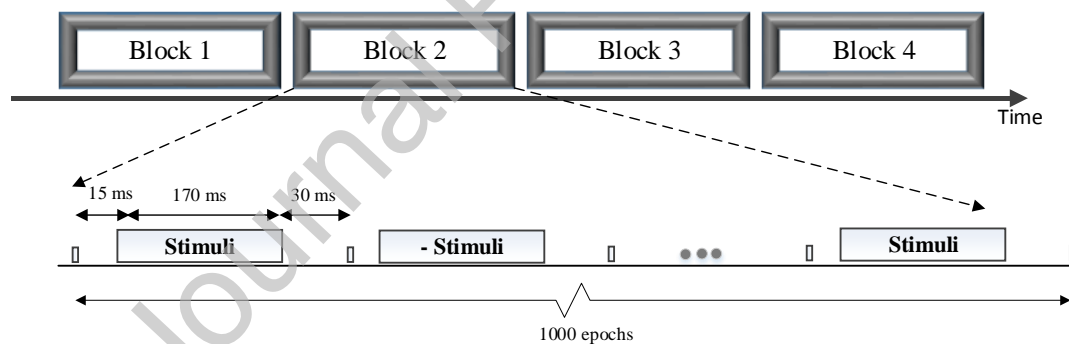 Block 1 Block 2 Block 3 Block 4
Time
15 ms 170 ms 30 ms
Stimuli - Stimuli Stimuli
1000 epochs
Journal P